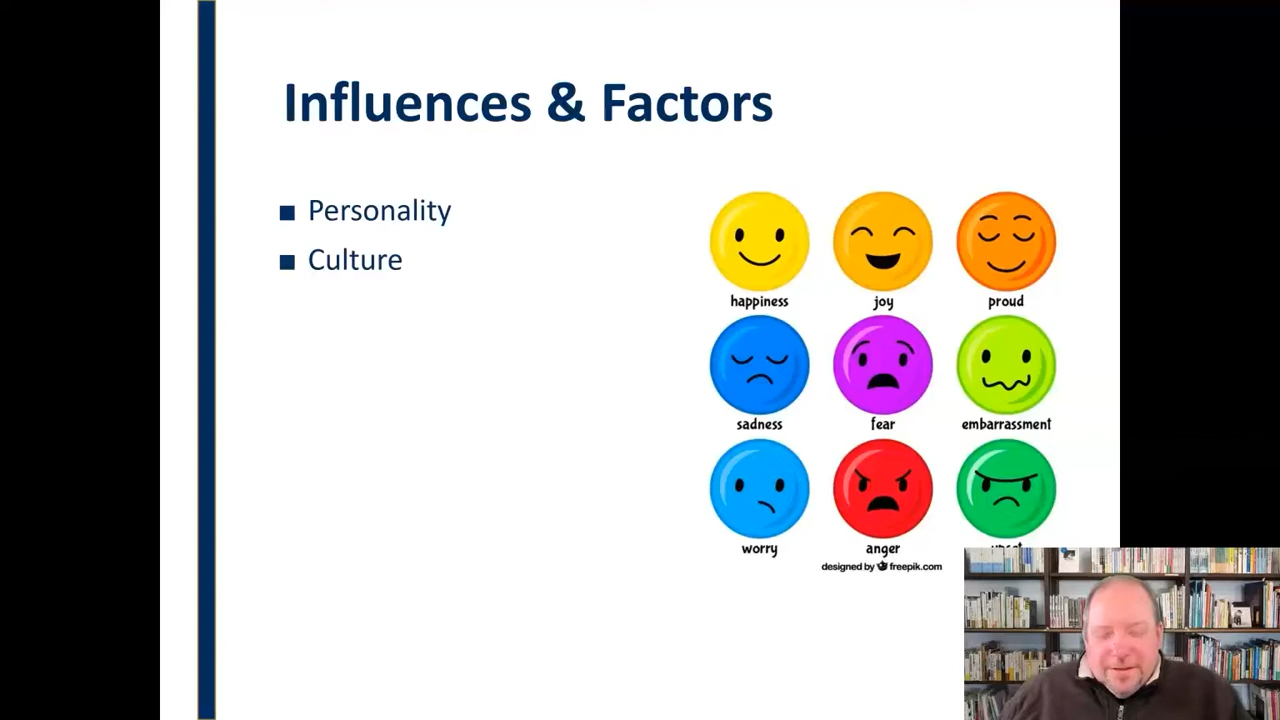 Influences & Factors
Personality
Culture
happiness
joy
proud
sadness
fear
embarrassment
worry
anger
designed by freepik.com